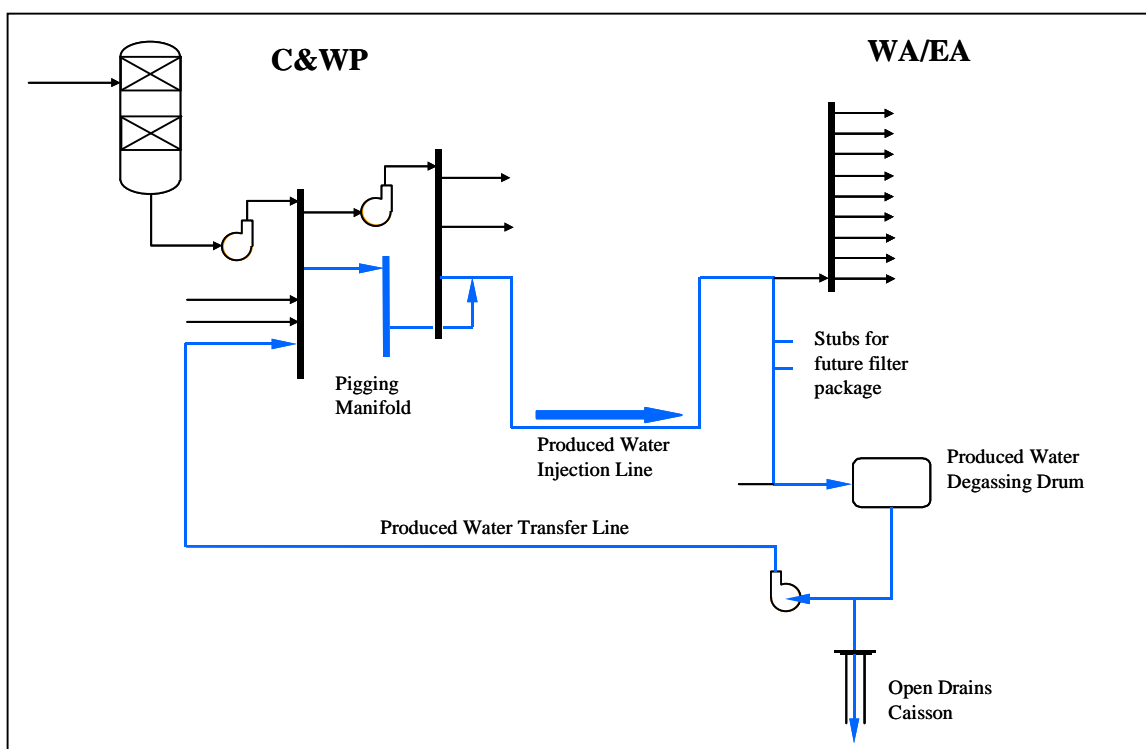 C&WP
WA/EA
Stubs for
future filter
package
Pigging
Manifold
Produced Water
Injection Line
Produced Water
Degassing Drum
Produced Water Transfer Line
Open Drains
Caisson